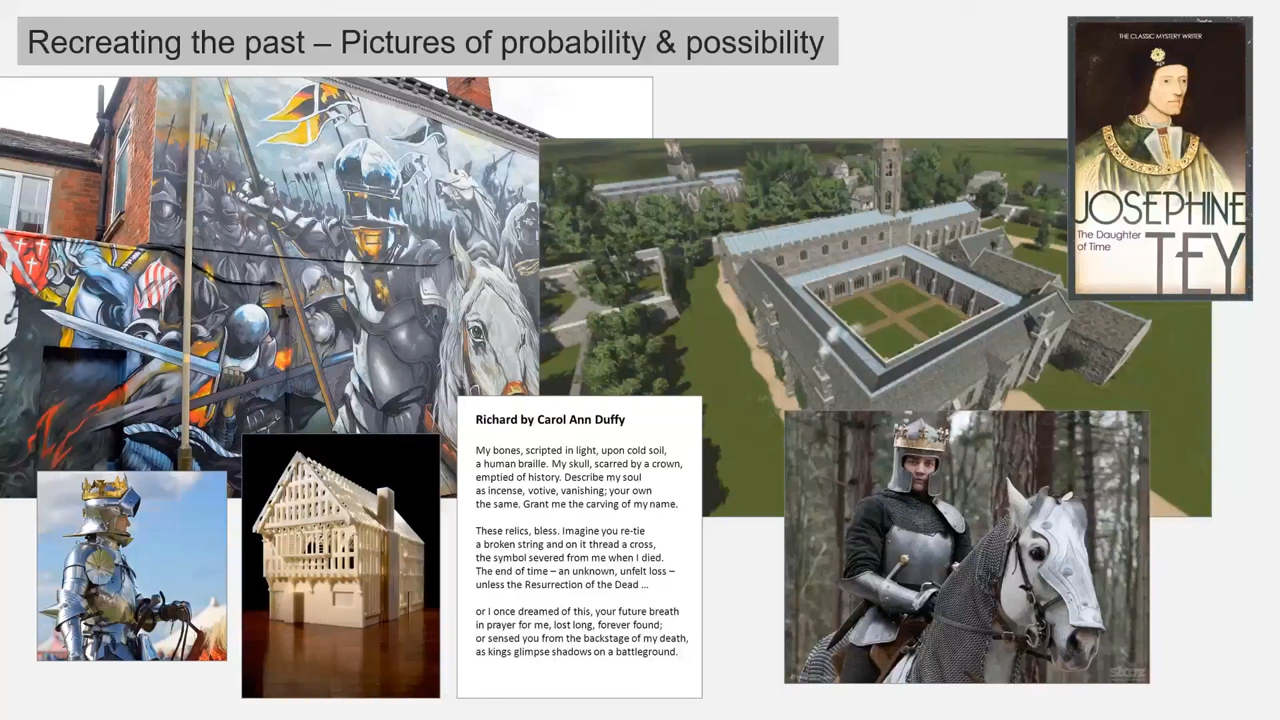 Recreating the past – Pictures of probability & possibility
THE CLASSIC MYSTERY WRITER
JOSEPHINE
The Daughter
of Time
TEY
Richard by Carol Ann Duffy
My bones, scripted in light, upon cold soil,
a human braille. My skull, scarred by a crown,
emptied of history. Describe my soul
as incense, votive, vanishing; your own
the same. Grant me the carving of my name.
These relics, bless. Imagine you re-tie
a broken string and on it thread a cross,
the symbol severed from me when I died.
The end of time – an unknown, unfelt loss –
unless the Resurrection of the Dead ...
or I once dreamed of this, your future breath
in prayer for me, lost long, forever found;
or sensed you from the backstage of my death,
as kings glimpse shadows on a battleground.